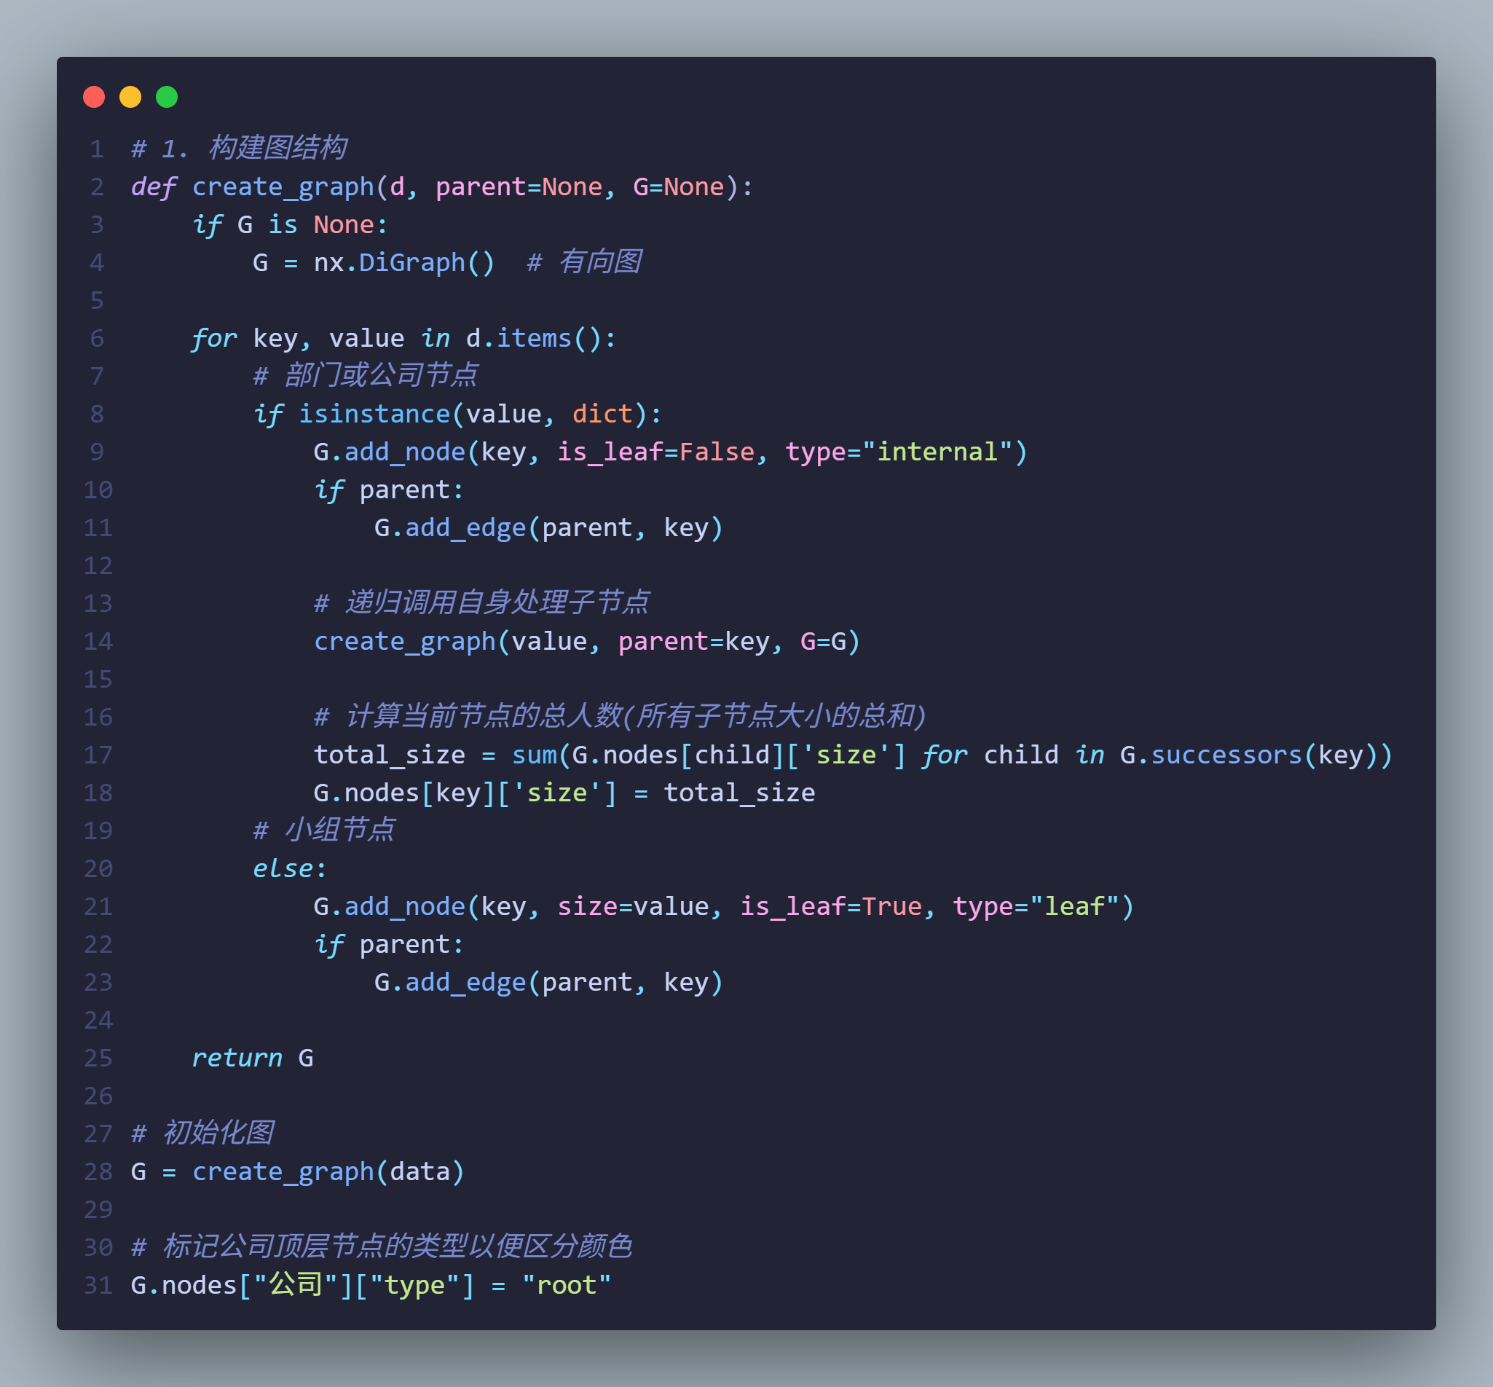 1 # 1. 构建图结构
2 def create_graph(d, parent=None, G=None):
3     if G is None:
4         G = nx.DiGraph()  # 有向图
5
6     for key, value in d.items():
7         # 部门或公司节点
8         if isinstance(value, dict):
9             G.add_node(key, is_leaf=False, type="internal")
10             if parent:
11                 G.add_edge(parent, key)
12
13             # 递归调用自身处理子节点
14             create_graph(value, parent=key, G=G)
15
16             # 计算当前节点的总人数(所有子节点大小的总和)
17             total_size = sum(G.nodes[child]['size'] for child in G.successors(key))
18             G.nodes[key]['size'] = total_size
19         # 小组节点
20         else:
21             G.add_node(key, size=value, is_leaf=True, type="leaf")
22             if parent:
23                 G.add_edge(parent, key)
24
25     return G
26
27 # 初始化图
28 G = create_graph(data)
29
30 # 标记公司顶层节点的类型以便区分颜色
31 G.nodes["公司"]["type"] = "root"